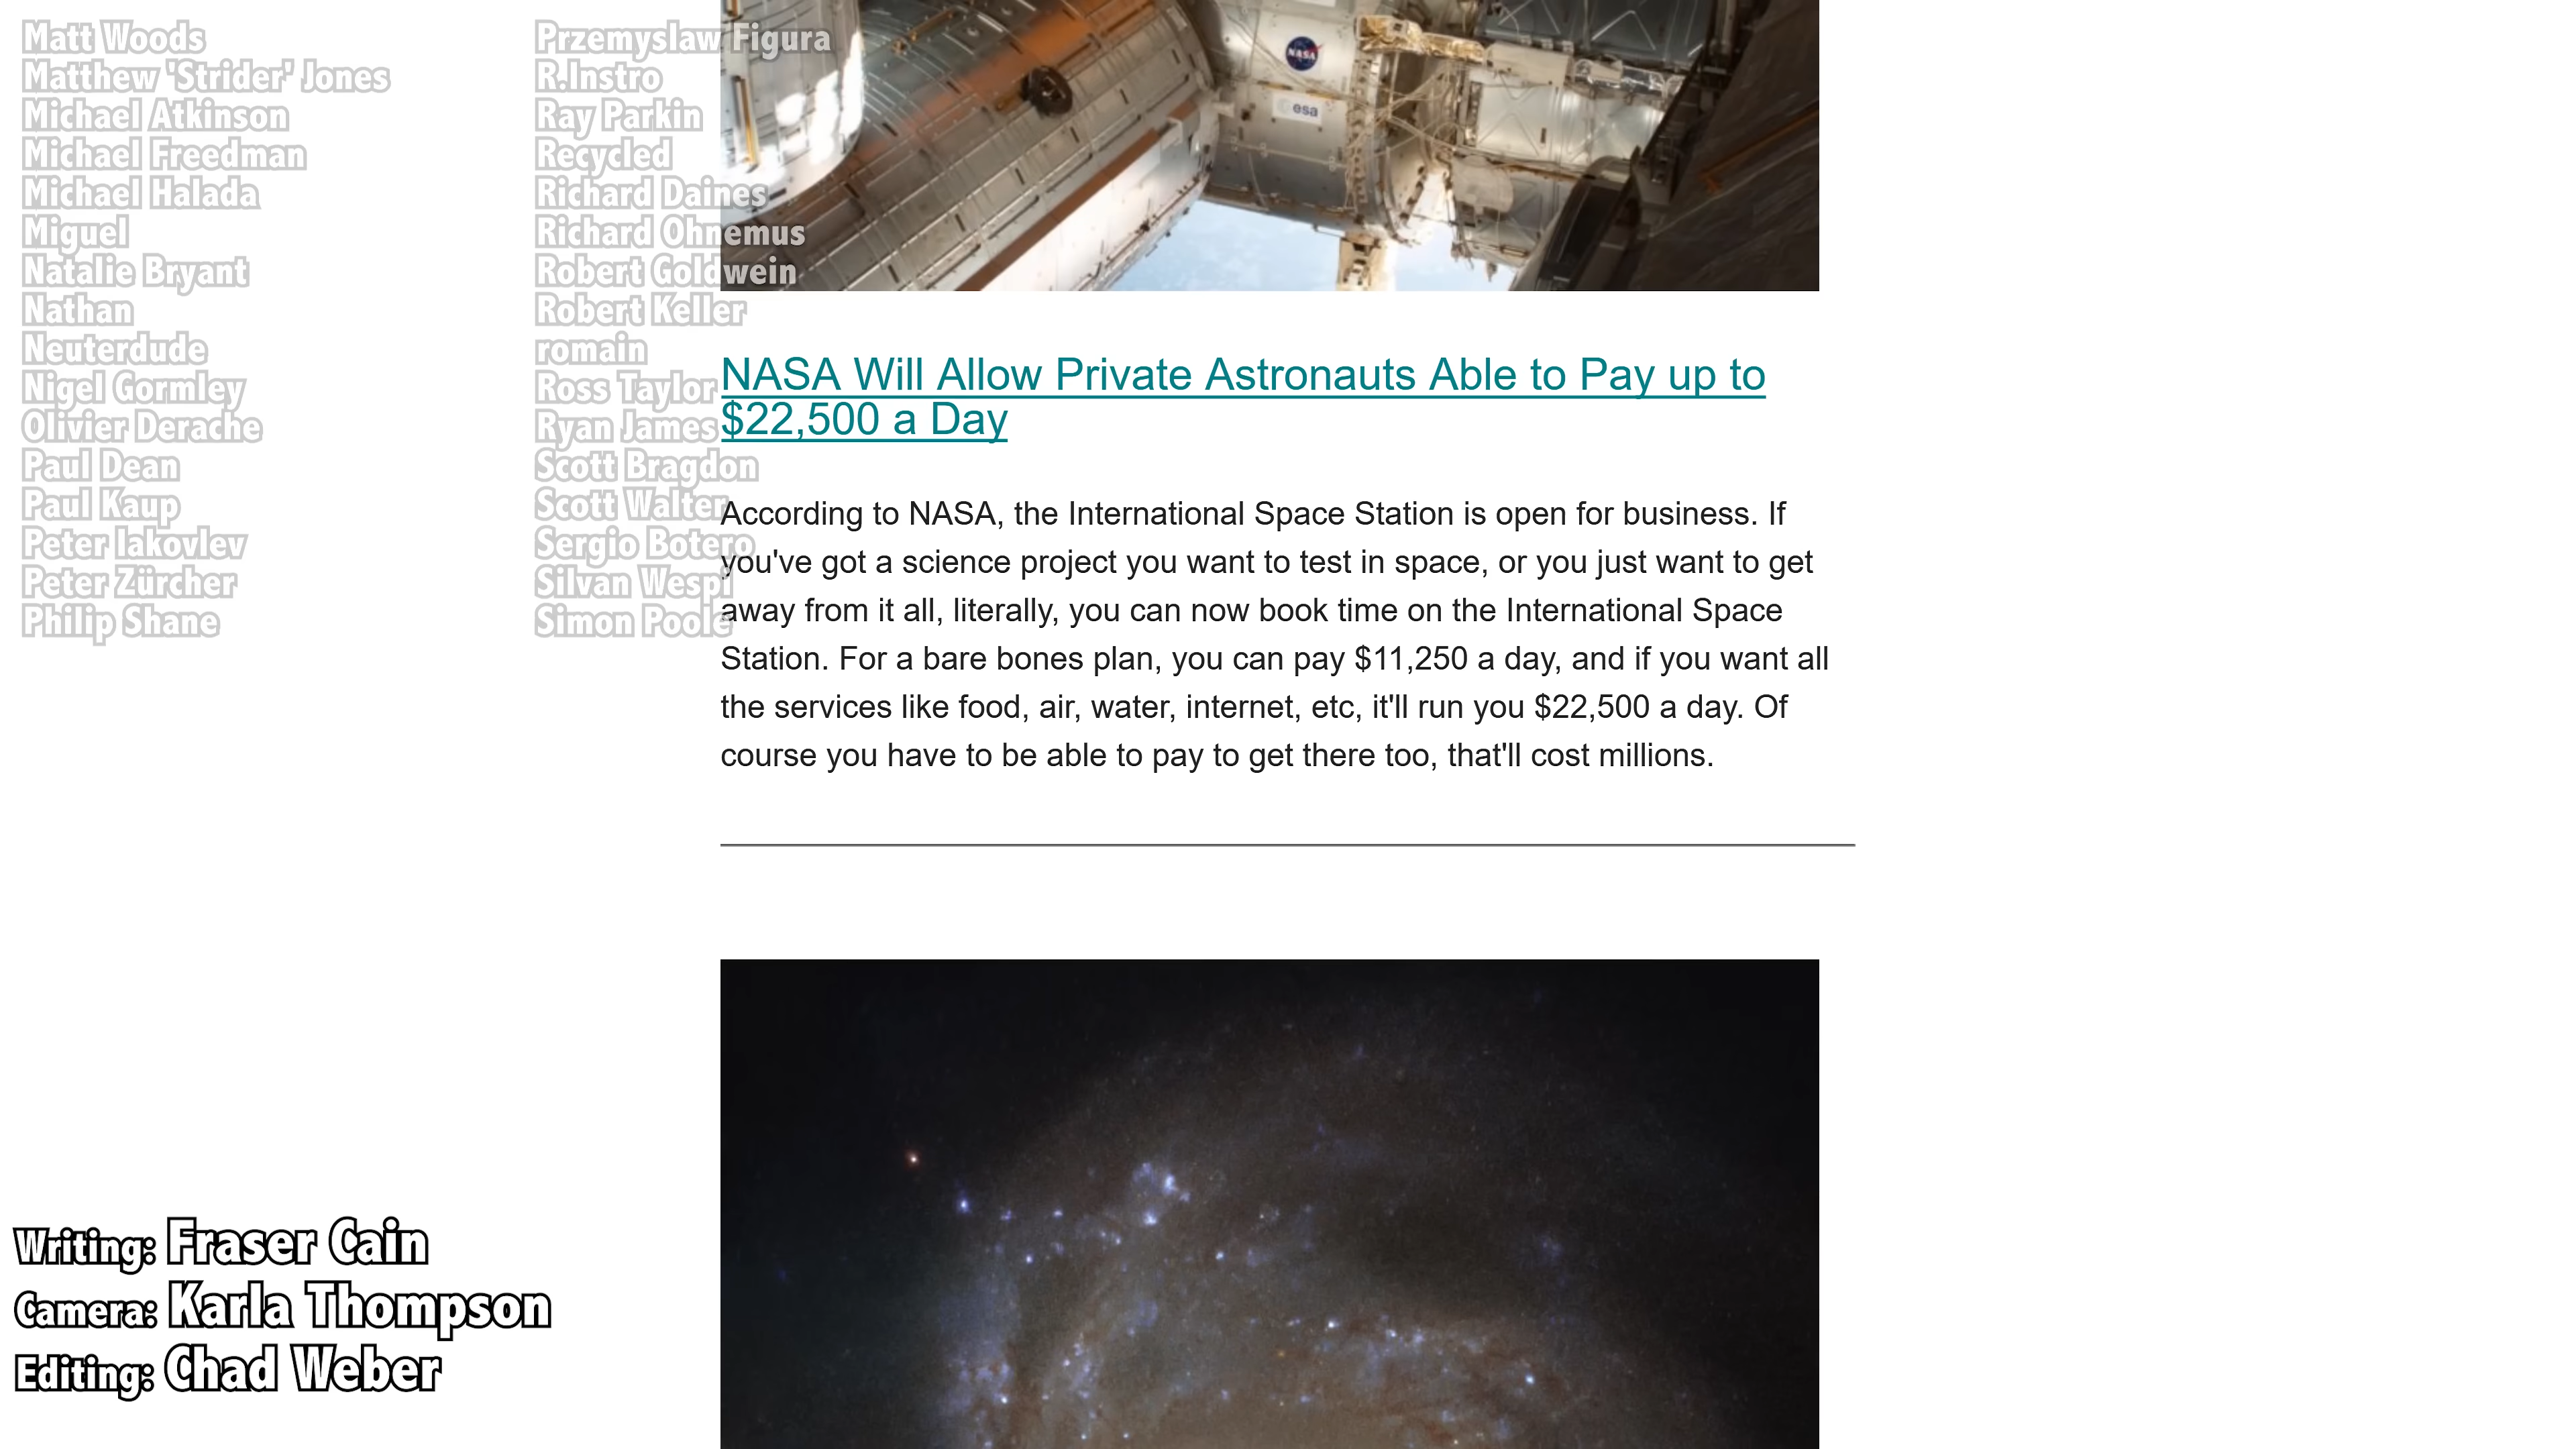 Matt Woods
Matthew 'Strider' Jones
Michael Atkinson
Michael Freedman
Michael Halada
Miguel
Natalie Bryant
Nathan
Neuterdude
Nigel Gormley
Olivier Derache
Paul Dean
Paul Kaup
Peter Iakovlev
Peter Zürcher
Philip Shane
Przemyslaw Figura
R.Instro
Ray Parkin
Recycled
Richard Daines
Richard Ohnemus
Robert Goldwein
Robert Keller
romain
Ross Taylor
Ryan James
Scott Bragdon
Scott Walter
Sergio Botero
Silvan Wespi
Simon Poole
NASA
esa
NASA Will Allow Private Astronauts Able to Pay up to
$22,500 a Day
According to NASA, the International Space Station is open for business. If
you've got a science project you want to test in space, or you just want to get
away from it all, literally, you can now book time on the International Space
Station. For a bare bones plan, you can pay $11,250 a day, and if you want all
the services like food, air, water, internet, etc, it'll run you $22,500 a day. Of
course you have to be able to pay to get there too, that'll cost millions.
Writing: Fraser Cain
Camera: Karla Thompson
Editing: Chad Weber